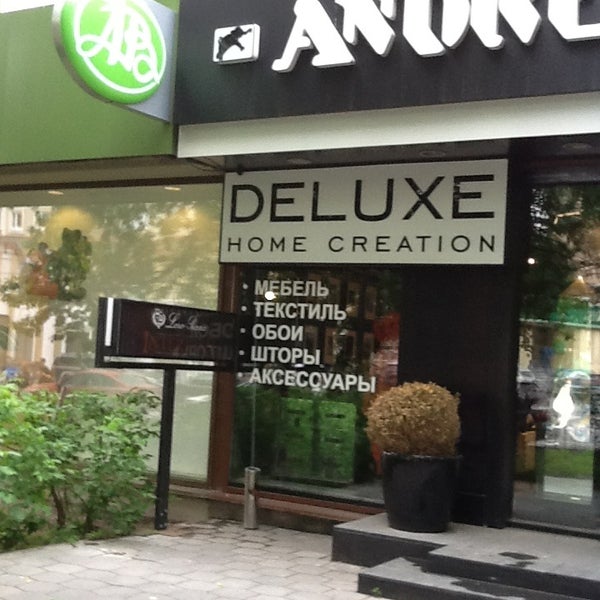 DELUXE
HOME CREATION
• МЕБЕЛЬ
• ТЕКСТИЛЬ
• ОБОИ
• ШТОРЫ
• АКСЕССУАРЫ